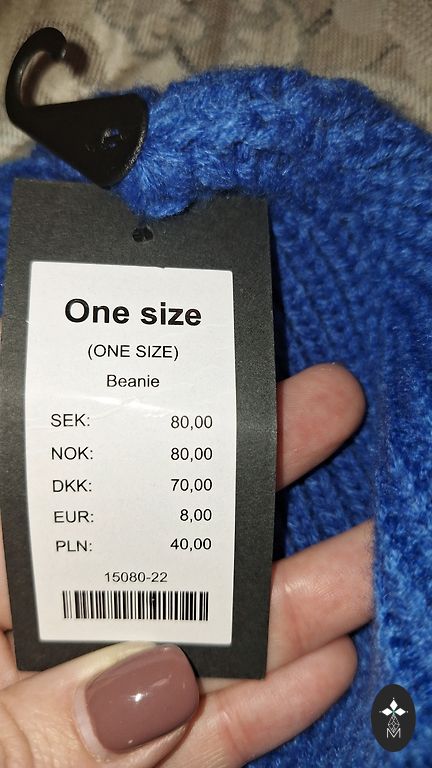 One size
(ONE SIZE)
Beanie
SEK: 80,00
NOK: 80,00
DKK: 70,00
EUR: 8,00
PLN: 40,00
15080-22
M